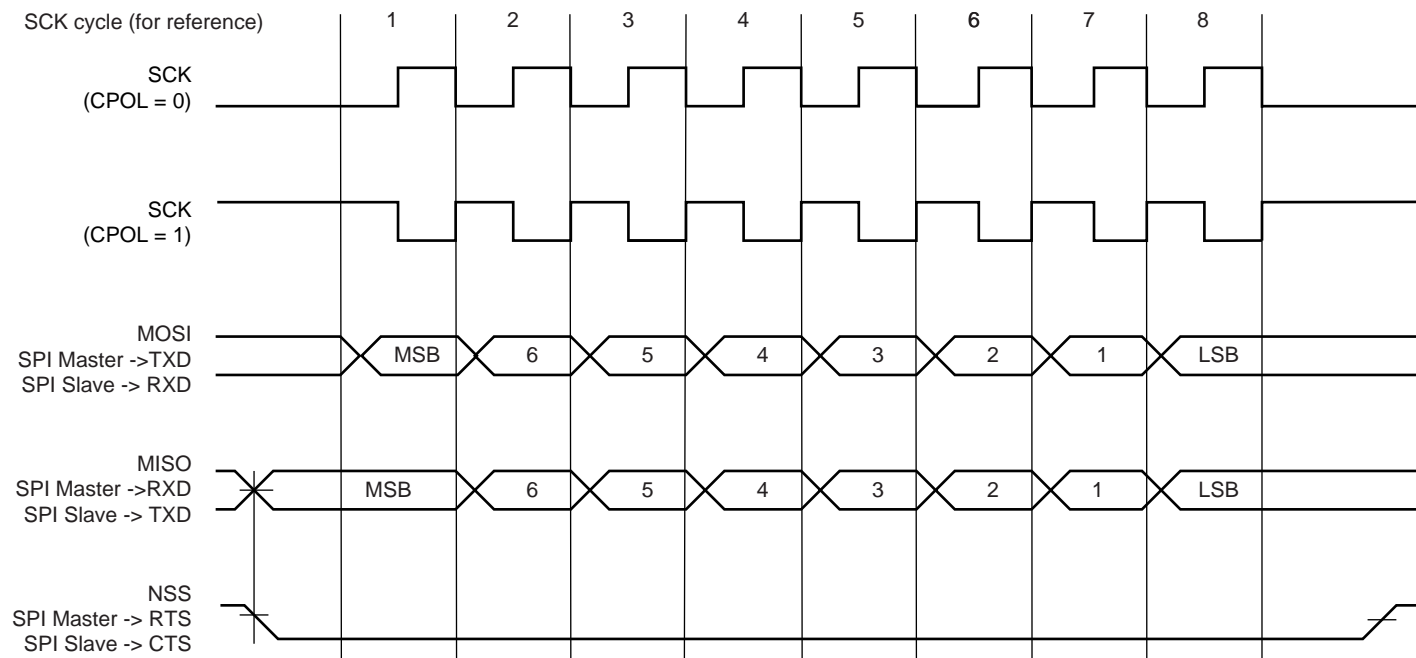 SCK cycle (for reference) 1 2 3 4 5 6 7 8
SCK
(CPOL = 0)
SCK
(CPOL = 1)
MOSI
SPI Master ->TXD
SPI Slave -> RXD
MSB 6 5 4 3 2 1 LSB
MISO
SPI Master ->RXD
SPI Slave -> TXD
MSB 6 5 4 3 2 1 LSB
NSS
SPI Master -> RTS
SPI Slave -> CTS